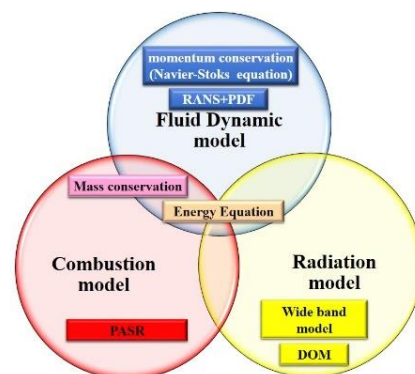 momentum conservation
(Navier-Stoks equation)
RANS+PDF
Fluid Dynamic
model
Mass conservation
Energy Equation
Combustion
model
Radiation
model
PASR
Wide band
model
DOM